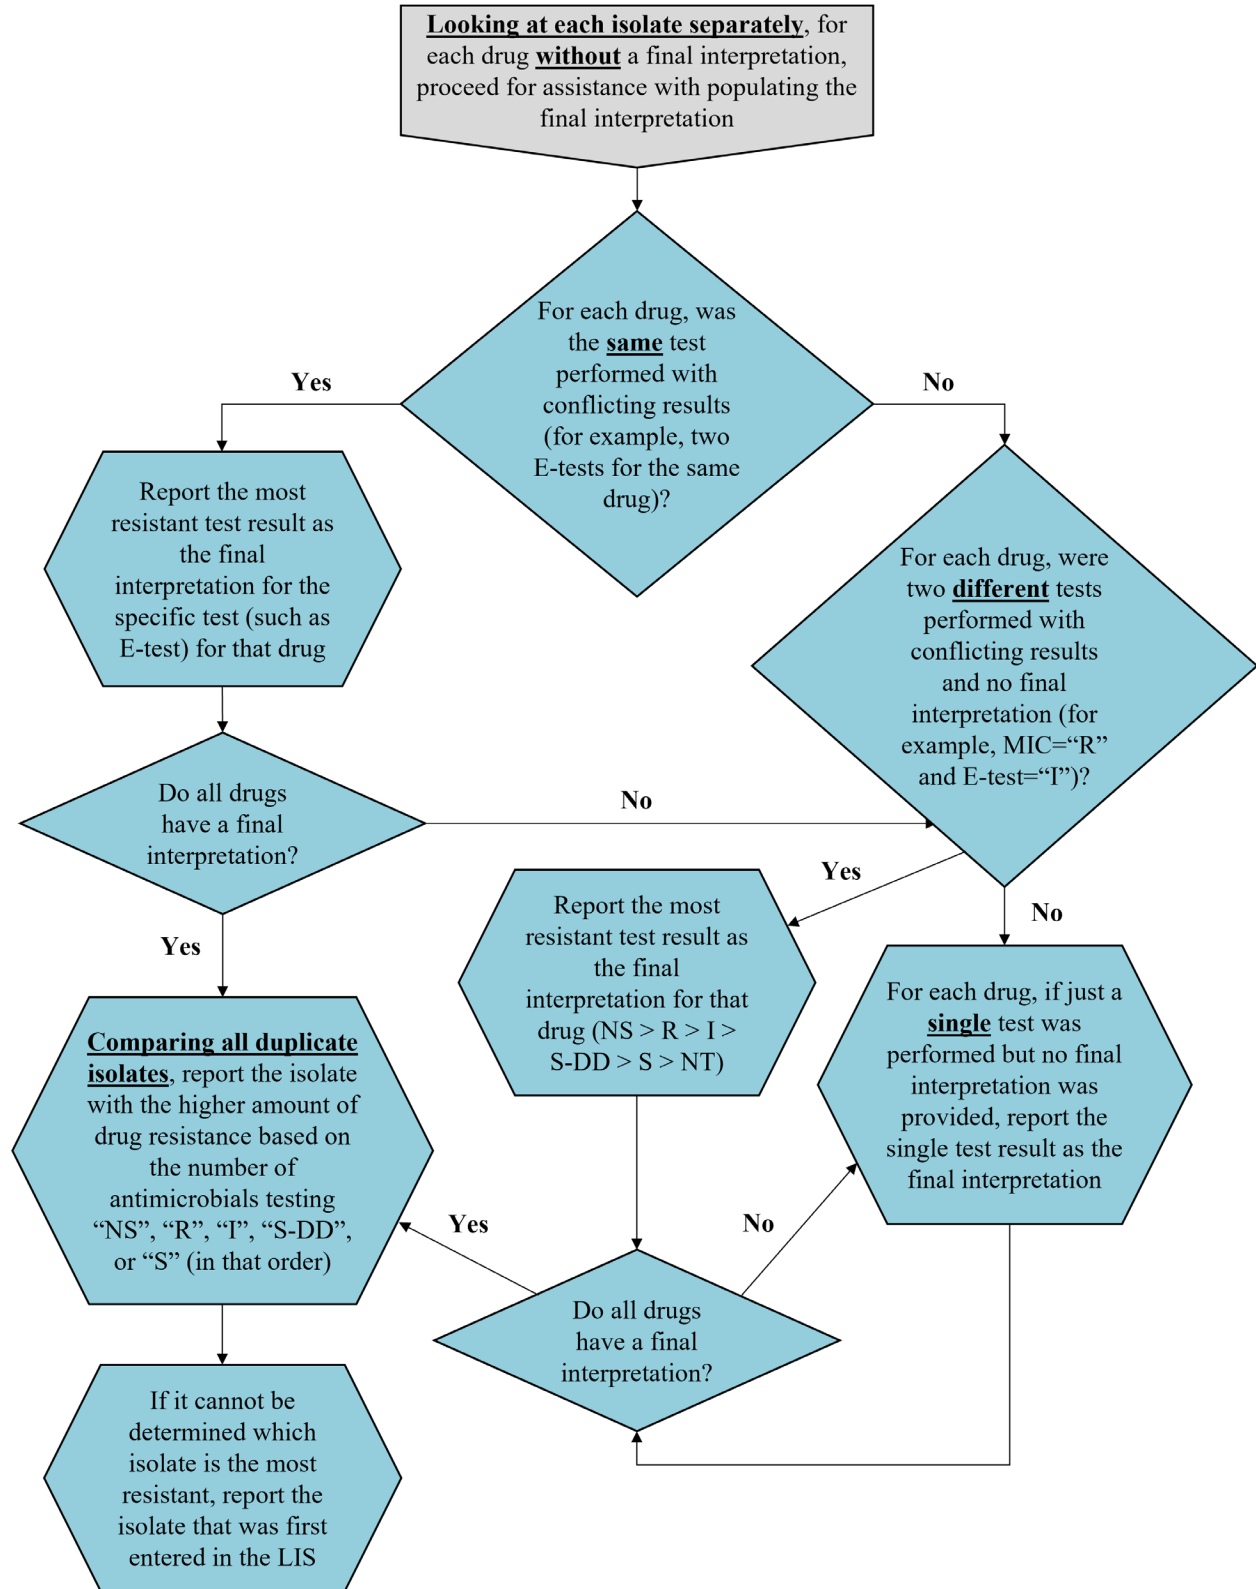 Looking at each isolate separately, for
each drug without a final interpretation,
proceed for assistance with populating the
final interpretation
For each drug, was
the same test
performed with
conflicting results
(for example, two
E-tests for the same
drug)?
Yes
No
Report the most
resistant test result as
the final
interpretation for the
specific test (such as
E-test) for that drug
For each drug, were
two different tests
performed with
conflicting results
and no final
interpretation (for
example, MIC=“R”
and E-test=“I”)?
Do all drugs
have a final
interpretation?
No
Yes
Yes
No
Report the most
resistant test result as
the final
interpretation for that
drug (NS > R > I >
S-DD > S > NT)
For each drug, if just a
single test was
performed but no final
interpretation was
provided, report the
single test result as the
final interpretation
Comparing all duplicate
isolates, report the isolate
with the higher amount of
drug resistance based on
the number of
antimicrobials testing
“NS”, “R”, “I”, “S-DD”,
or “S” (in that order)
Yes
No
Do all drugs
have a final
interpretation?
If it cannot be
determined which
isolate is the most
resistant, report the
isolate that was first
entered in the LIS